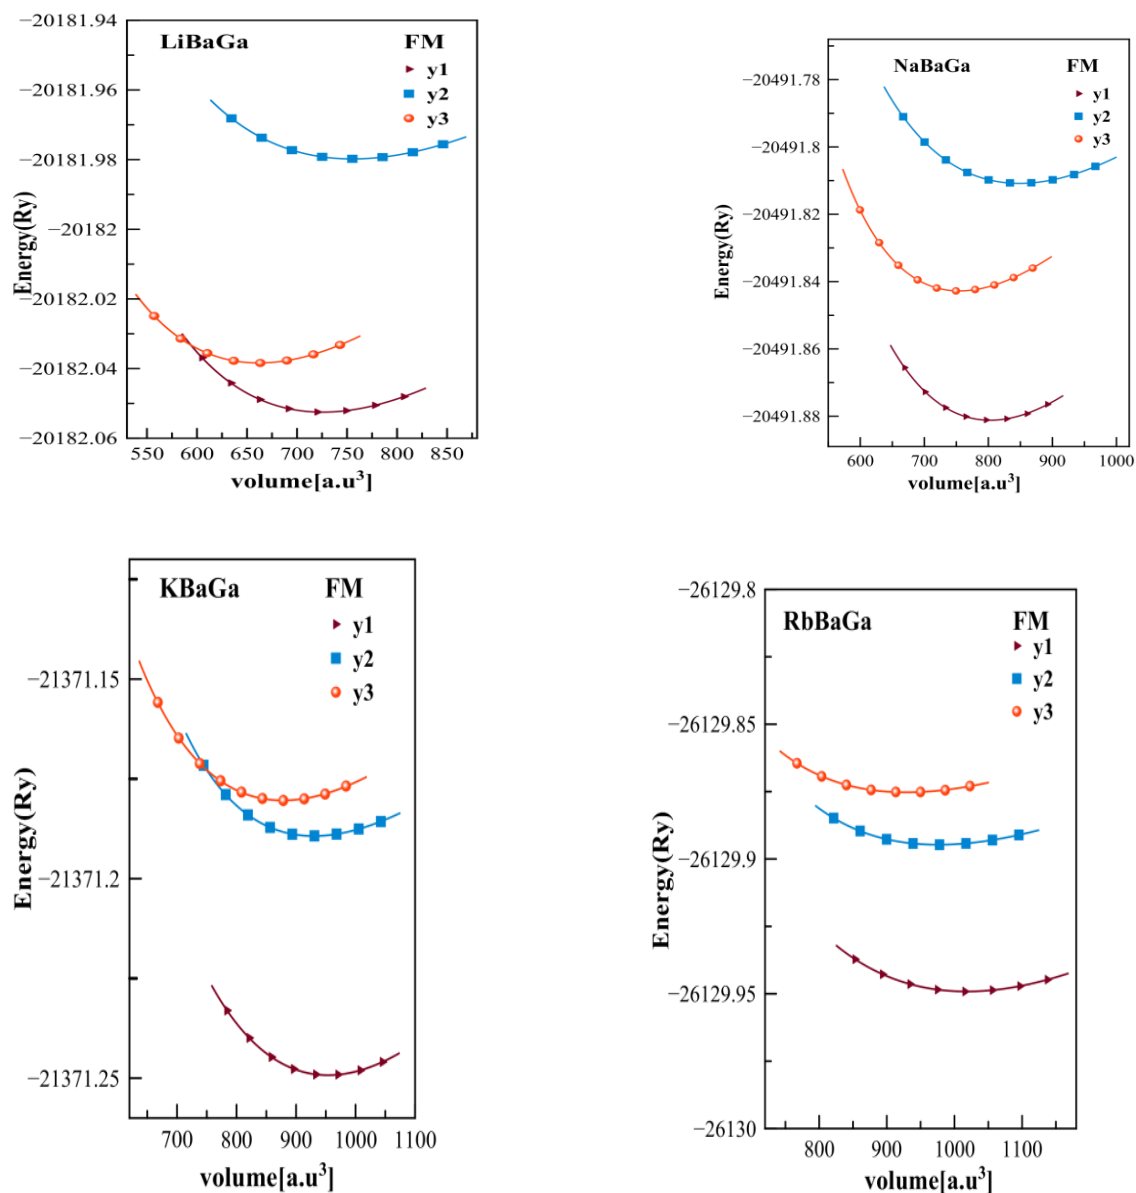 LiBaGa FM
y1
y2
y3
−20181.94
−20181.96
−20181.98
−20182
−20182.02
−20182.04
−20182.06
Energy(Ry)
550 600 650 700 750 800 850
volume[a.u³]
NaBaGa FM
y1
y2
y3
−20491.78
−20491.8
−20491.82
−20491.84
−20491.86
−20491.88
Energy(Ry)
600 700 800 900 1000
volume[a.u³]
KBaGa FM
y1
y2
y3
−21371.15
−21371.2
−21371.25
Energy(Ry)
700 800 900 1000 1100
volume[a.u³]
RbBaGa FM
y1
y2
y3
−26129.8
−26129.85
−26129.9
−26129.95
−26130
Energy(Ry)
800 900 1000 1100
volume[a.u³]